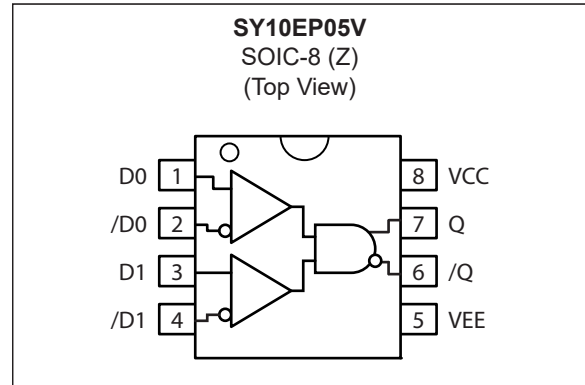 SY10EP05V
SOIC-8 (Z)
(Top View)
D0 1 8 VCC
/D0 2 7 Q
D1 3 6 /Q
/D1 4 5 VEE